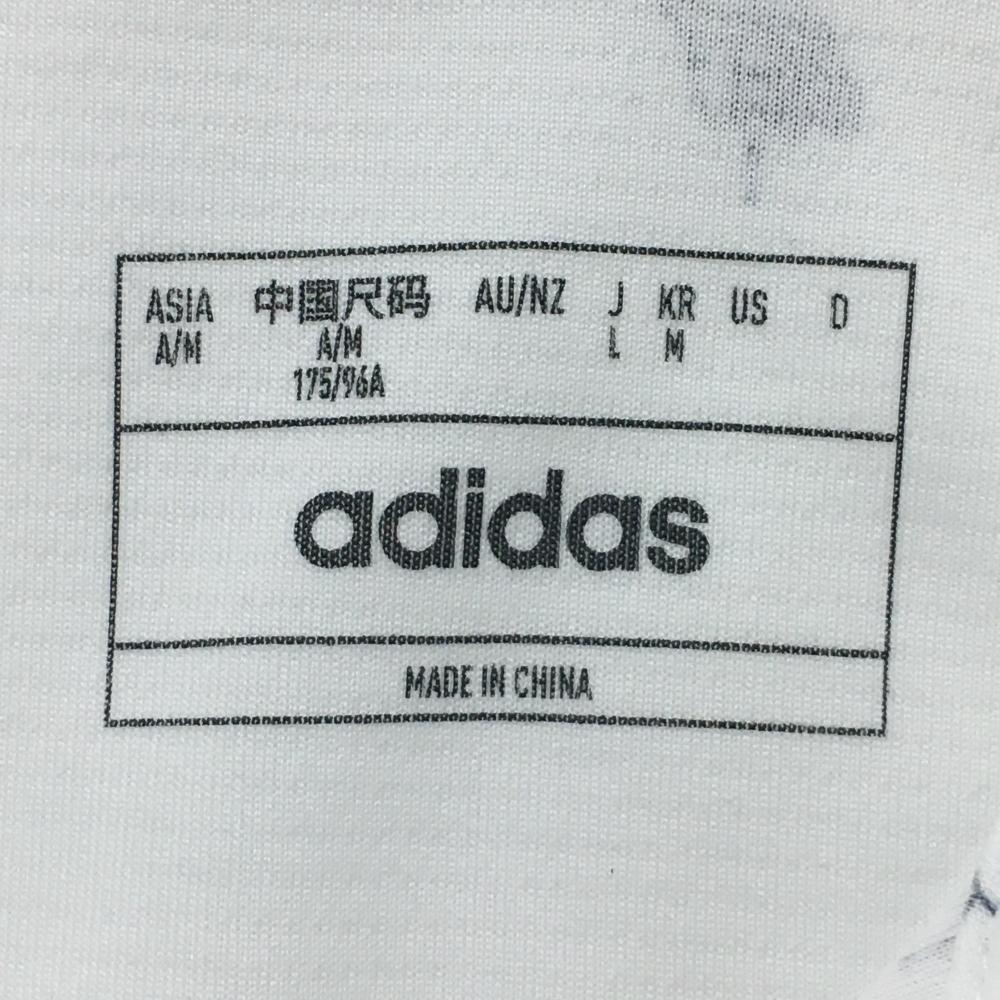 ASIA 中国尺码 AU/NZ J KR US D
A/M A/M L M
175/96A
adidas
MADE IN CHINA